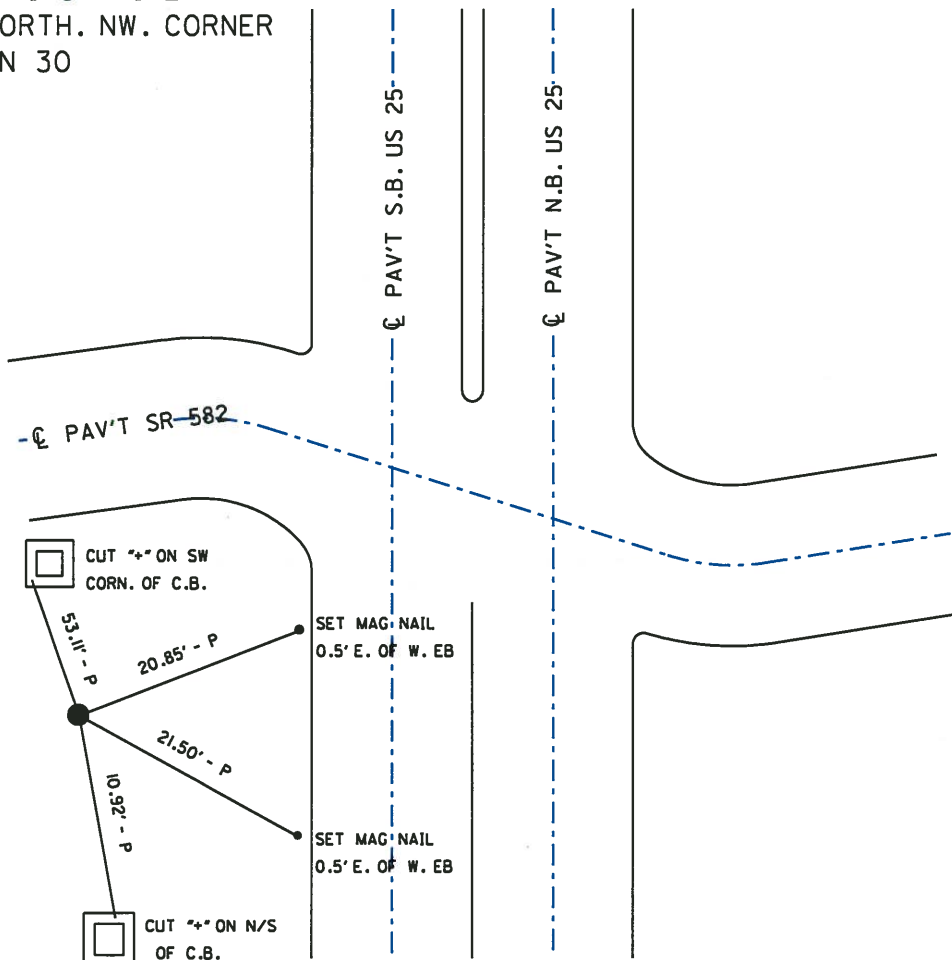 ORTH. NW. CORNER
N 30
℄ PAV'T S.B. US 25
℄ PAV'T N.B. US 25
℄ PAV'T SR 582
CUT "+" ON SW
CORN. OF C.B.
53.11' - P
20.85' - P
SET MAG NAIL
0.5' E. OF W. EB
21.50' - P
10.92' - P
SET MAG NAIL
0.5' E. OF W. EB
CUT "+" ON N/S
OF C.B.